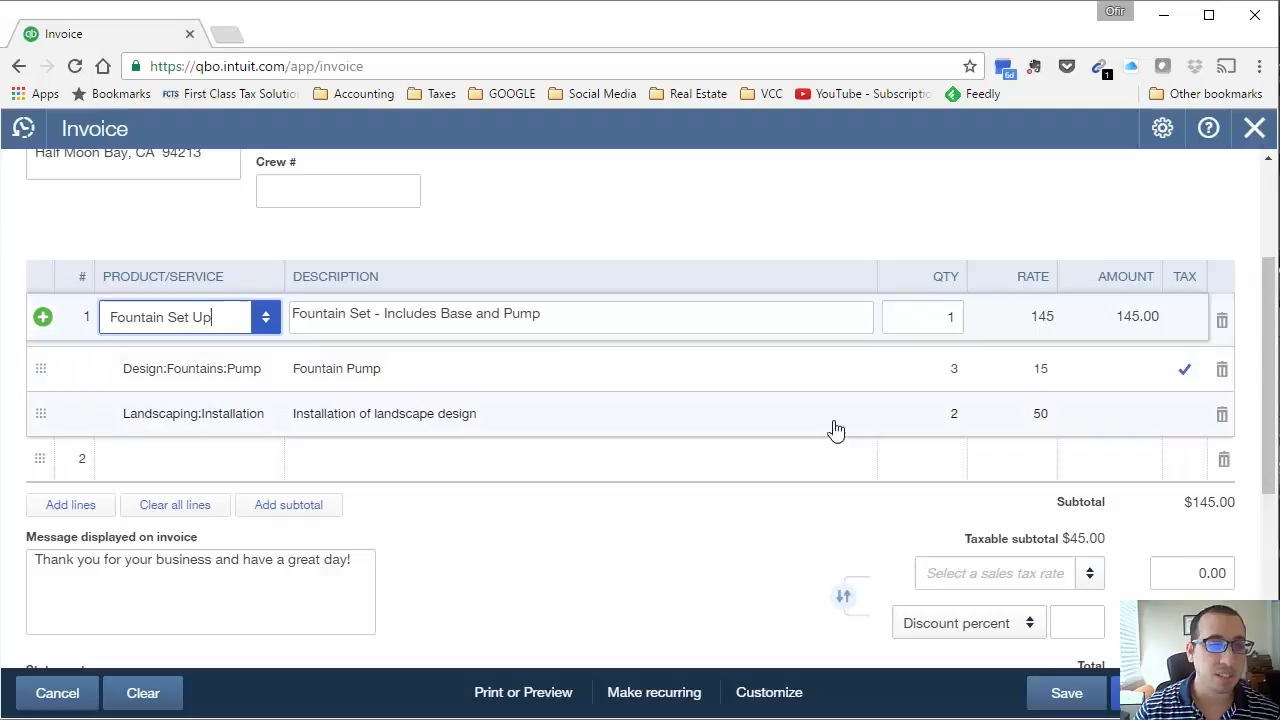 Ofir
Invoice
https://qbo.intuit.com/app/invoice
6d
1
Apps Bookmarks FCTS First Class Tax Solutio Accounting Taxes GOOGLE Social Media Real Estate VCC YouTube - Subscriptic Feedly Other bookmarks
Invoice
Half Moon Bay, CA 94213
Crew #
# PRODUCT/SERVICE DESCRIPTION QTY RATE AMOUNT TAX
1 Fountain Set Up Fountain Set - Includes Base and Pump 1 145 145.00
Design:Fountains:Pump Fountain Pump 3 15
Landscaping:Installation Installation of landscape design 2 50
2
Add lines Clear all lines Add subtotal
Subtotal $145.00
Message displayed on invoice
Thank you for your business and have a great day!
Taxable subtotal $45.00
Select a sales tax rate 0.00
Discount percent
Total
Cancel Clear Print or Preview Make recurring Customize Save